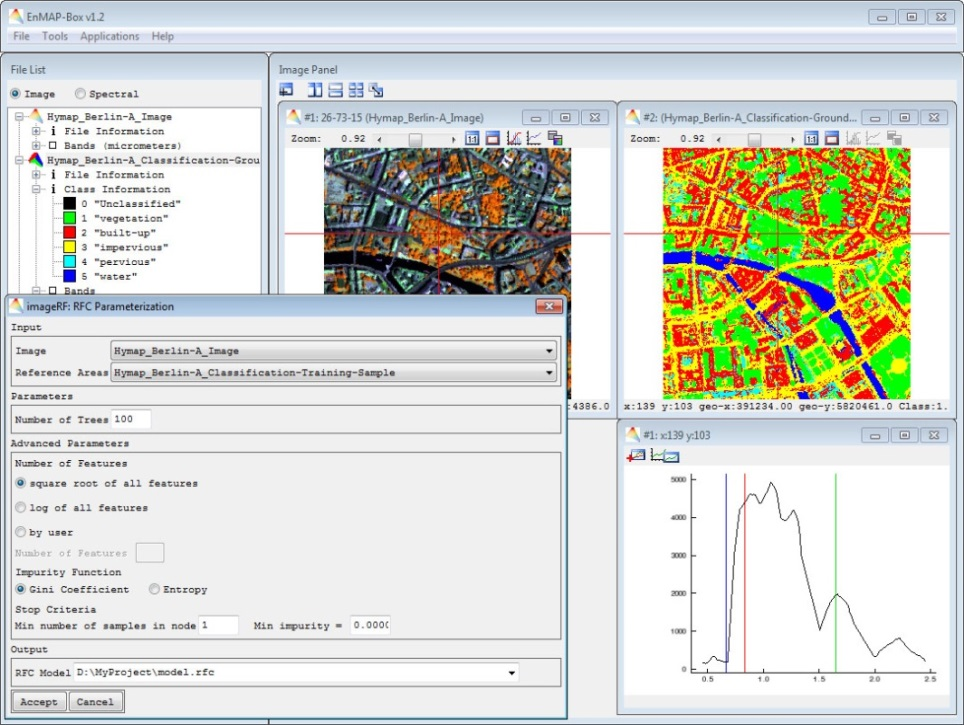 EnMAP-Box v1.2
File Tools Applications Help
File List
Image Spectral
Hymap_Berlin-A_Image
i File Information
Bands (micrometers)
Hymap_Berlin-A_Classification-Grou
i File Information
i Class Information
0 "Unclassified"
1 "vegetation"
2 "built-up"
3 "impervious"
4 "pervious"
5 "water"
Bands
Image Panel
#1: 26-73-15 (Hymap_Berlin-A_Image)
Zoom: 0.92 1:1
:4386.0
#2: (Hymap_Berlin-A_Classification-Ground...
Zoom: 0.92 1:1
x:139 y:103 geo-x:391234.00 geo-y:5820461.0 Class:1.
imageRF: RFC Parameterization
Input
Image Hymap_Berlin-A_Image
Reference Areas Hymap_Berlin-A_Classification-Training-Sample
Parameters
Number of Trees 100
Advanced Parameters
Number of Features
square root of all features
log of all features
by user
Number of Features
Impurity Function
Gini Coefficient Entropy
Stop Criteria
Min number of samples in node 1 Min impurity = 0.000
Output
RFC Model D:\MyProject\model.rfc
Accept Cancel
#1: x:139 y:103
5000
4000
3000
2000
1000
0
0.5 1.0 1.5 2.0 2.5